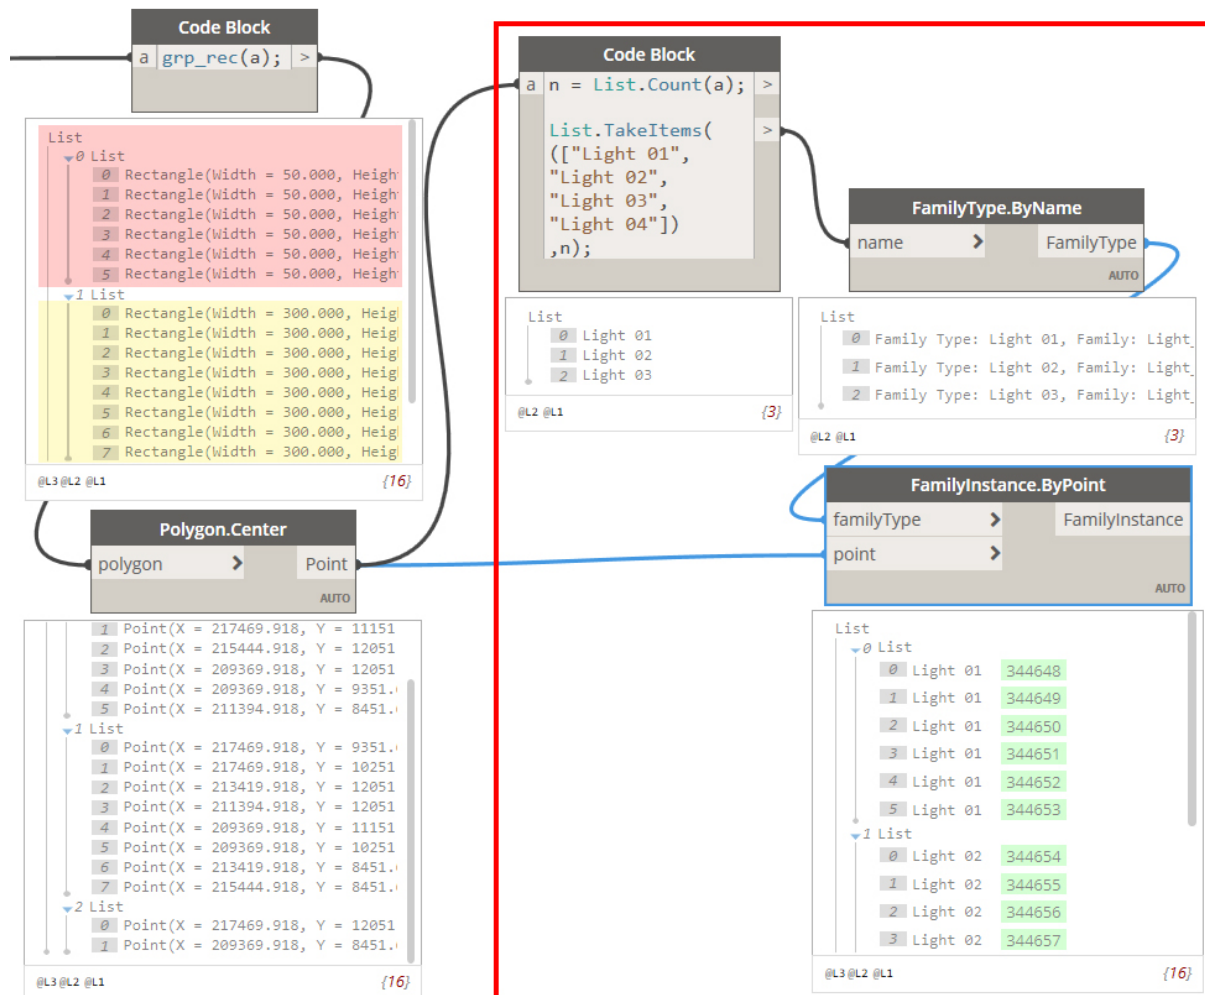 Code Block
a grp_rec(a); >
List
0 List
0 Rectangle(Width = 50.000, Heigh
1 Rectangle(Width = 50.000, Heigh
2 Rectangle(Width = 50.000, Heigh
3 Rectangle(Width = 50.000, Heigh
4 Rectangle(Width = 50.000, Heigh
5 Rectangle(Width = 50.000, Heigh
1 List
0 Rectangle(Width = 300.000, Heig
1 Rectangle(Width = 300.000, Heig
2 Rectangle(Width = 300.000, Heig
3 Rectangle(Width = 300.000, Heig
4 Rectangle(Width = 300.000, Heig
5 Rectangle(Width = 300.000, Heig
6 Rectangle(Width = 300.000, Heig
7 Rectangle(Width = 300.000, Heig
@L3 @L2 @L1 {16}
Polygon.Center
polygon > Point
AUTO
1 Point(X = 217469.918, Y = 11151
2 Point(X = 215444.918, Y = 12051
3 Point(X = 209369.918, Y = 12051
4 Point(X = 209369.918, Y = 9351.
5 Point(X = 211394.918, Y = 8451.
1 List
0 Point(X = 217469.918, Y = 9351.
1 Point(X = 217469.918, Y = 10251
2 Point(X = 213419.918, Y = 12051
3 Point(X = 211394.918, Y = 12051
4 Point(X = 209369.918, Y = 11151
5 Point(X = 209369.918, Y = 10251
6 Point(X = 213419.918, Y = 8451.
7 Point(X = 215444.918, Y = 8451.
2 List
0 Point(X = 217469.918, Y = 12051
1 Point(X = 209369.918, Y = 8451.
@L3 @L2 @L1 {16}
Code Block
a n = List.Count(a); >
List.TakeItems( >
(["Light 01",
"Light 02",
"Light 03",
"Light 04"])
,n);
List
0 Light 01
1 Light 02
2 Light 03
@L2 @L1 {3}
FamilyType.ByName
name > FamilyType
AUTO
List
0 Family Type: Light 01, Family: Light_
1 Family Type: Light 02, Family: Light_
2 Family Type: Light 03, Family: Light_
@L2 @L1 {3}
FamilyInstance.ByPoint
familyType > FamilyInstance
point >
AUTO
List
0 List
0 Light 01 344648
1 Light 01 344649
2 Light 01 344650
3 Light 01 344651
4 Light 01 344652
5 Light 01 344653
1 List
0 Light 02 344654
1 Light 02 344655
2 Light 02 344656
3 Light 02 344657
@L3 @L2 @L1 {16}